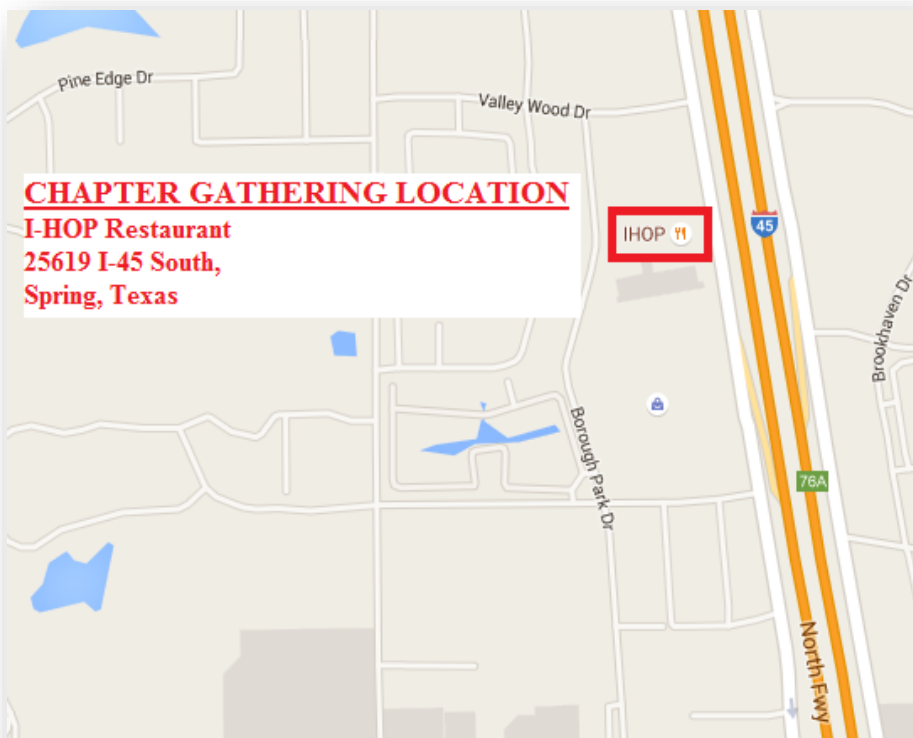 Pine Edge Dr
Valley Wood Dr
CHAPTER GATHERING LOCATION
I-HOP Restaurant
25619 I-45 South,
Spring, Texas
IHOP
45
Brookhaven Dr
Borough Park Dr
76A
North Fwy